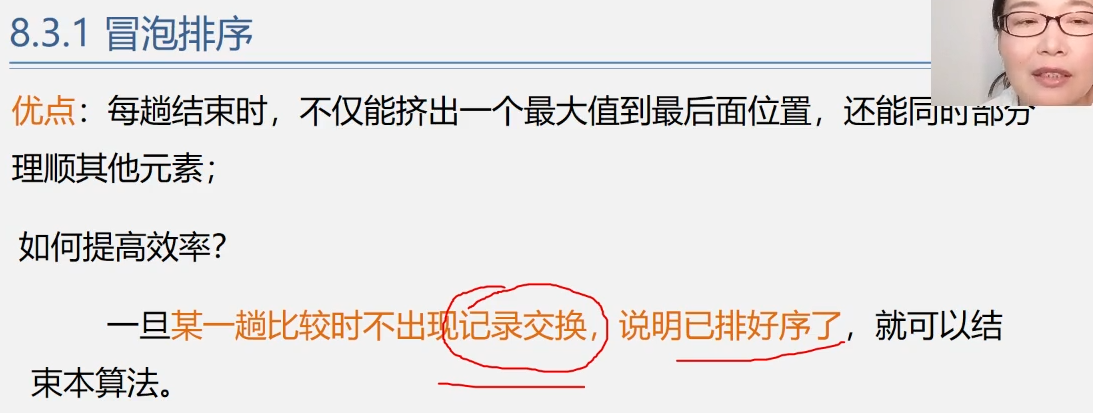 8.3.1 冒泡排序
优点：每趟结束时，不仅能挤出一个最大值到最后面位置，还能同时部分
理顺其他元素；
如何提高效率？
一旦某一趟比较时不出现记录交换，说明已排好序了，就可以结
束本算法。